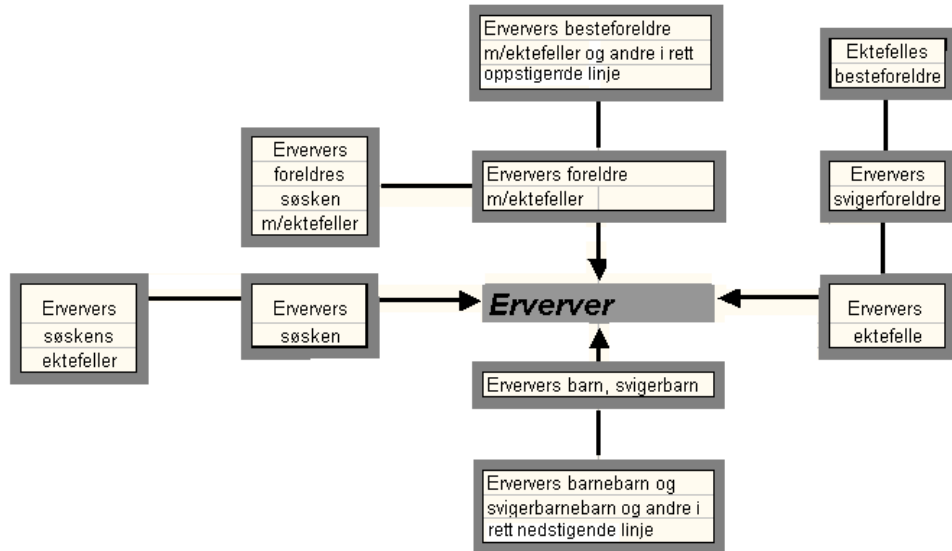 Erververs besteforeldre
m/ektefeller og andre i rett
oppstigende linje
Ektefelles
besteforeldre
Erververs
foreldres
søsken
m/ektefeller
Erververs foreldre
m/ektefeller
Erververs
svigerforeldre
Erververs
søskens
ektefeller
Erververs
søsken
Erverver
Erververs
ektefelle
Erververs barn, svigerbarn
Erververs barnebarn og
svigerbarnebarn og andre i
rett nedstigende linje